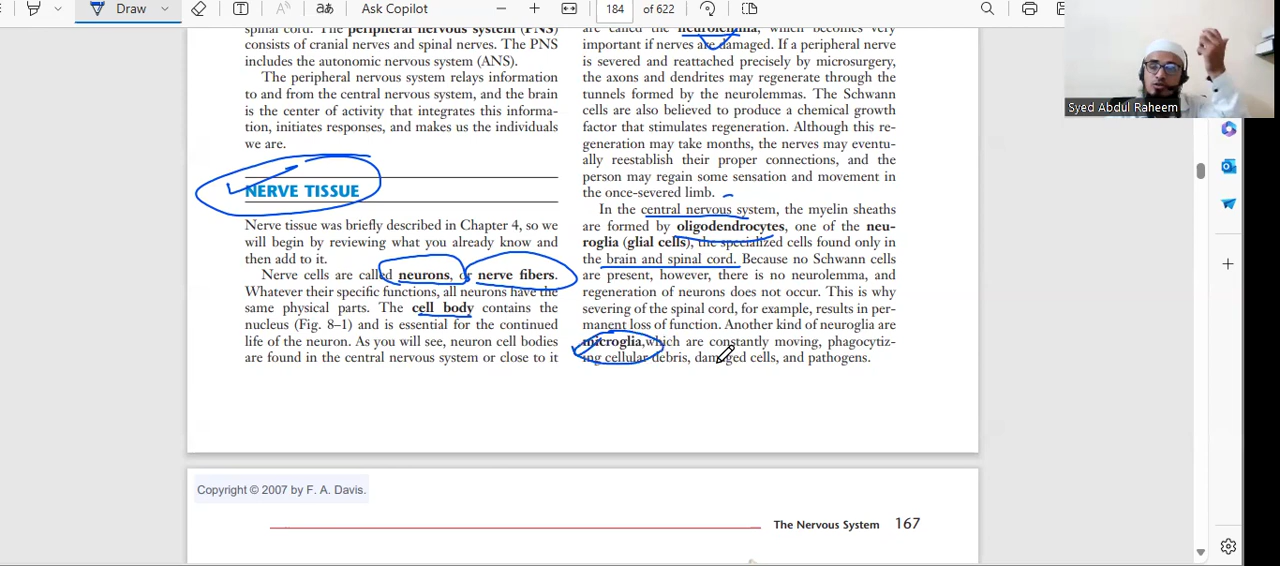 Draw
Ask Copilot
184 of 622
Syed Abdul Raheem
spinal cord. The peripheral nervous system (PNS)
consists of cranial nerves and spinal nerves. The PNS
includes the autonomic nervous system (ANS).
The peripheral nervous system relays information
to and from the central nervous system, and the brain
is the center of activity that integrates this informa-
tion, initiates responses, and makes us the individuals
we are.
NERVE TISSUE
Nerve tissue was briefly described in Chapter 4, so we
will begin by reviewing what you already know and
then add to it.
Nerve cells are called neurons, or nerve fibers.
Whatever their specific functions, all neurons have the
same physical parts. The cell body contains the
nucleus (Fig. 8–1) and is essential for the continued
life of the neuron. As you will see, neuron cell bodies
are found in the central nervous system or close to it
are called the neurolemma, which becomes very
important if nerves are damaged. If a peripheral nerve
is severed and reattached precisely by microsurgery,
the axons and dendrites may regenerate through the
tunnels formed by the neurolemmas. The Schwann
cells are also believed to produce a chemical growth
factor that stimulates regeneration. Although this re-
generation may take months, the nerves may eventu-
ally reestablish their proper connections, and the
person may regain some sensation and movement in
the once-severed limb.
In the central nervous system, the myelin sheaths
are formed by oligodendrocytes, one of the neu-
roglia (glial cells), the specialized cells found only in
the brain and spinal cord. Because no Schwann cells
are present, however, there is no neurolemma, and
regeneration of neurons does not occur. This is why
severing of the spinal cord, for example, results in per-
manent loss of function. Another kind of neuroglia are
microglia, which are constantly moving, phagocytiz-
ing cellular debris, damaged cells, and pathogens.
Copyright © 2007 by F. A. Davis.
The Nervous System 167